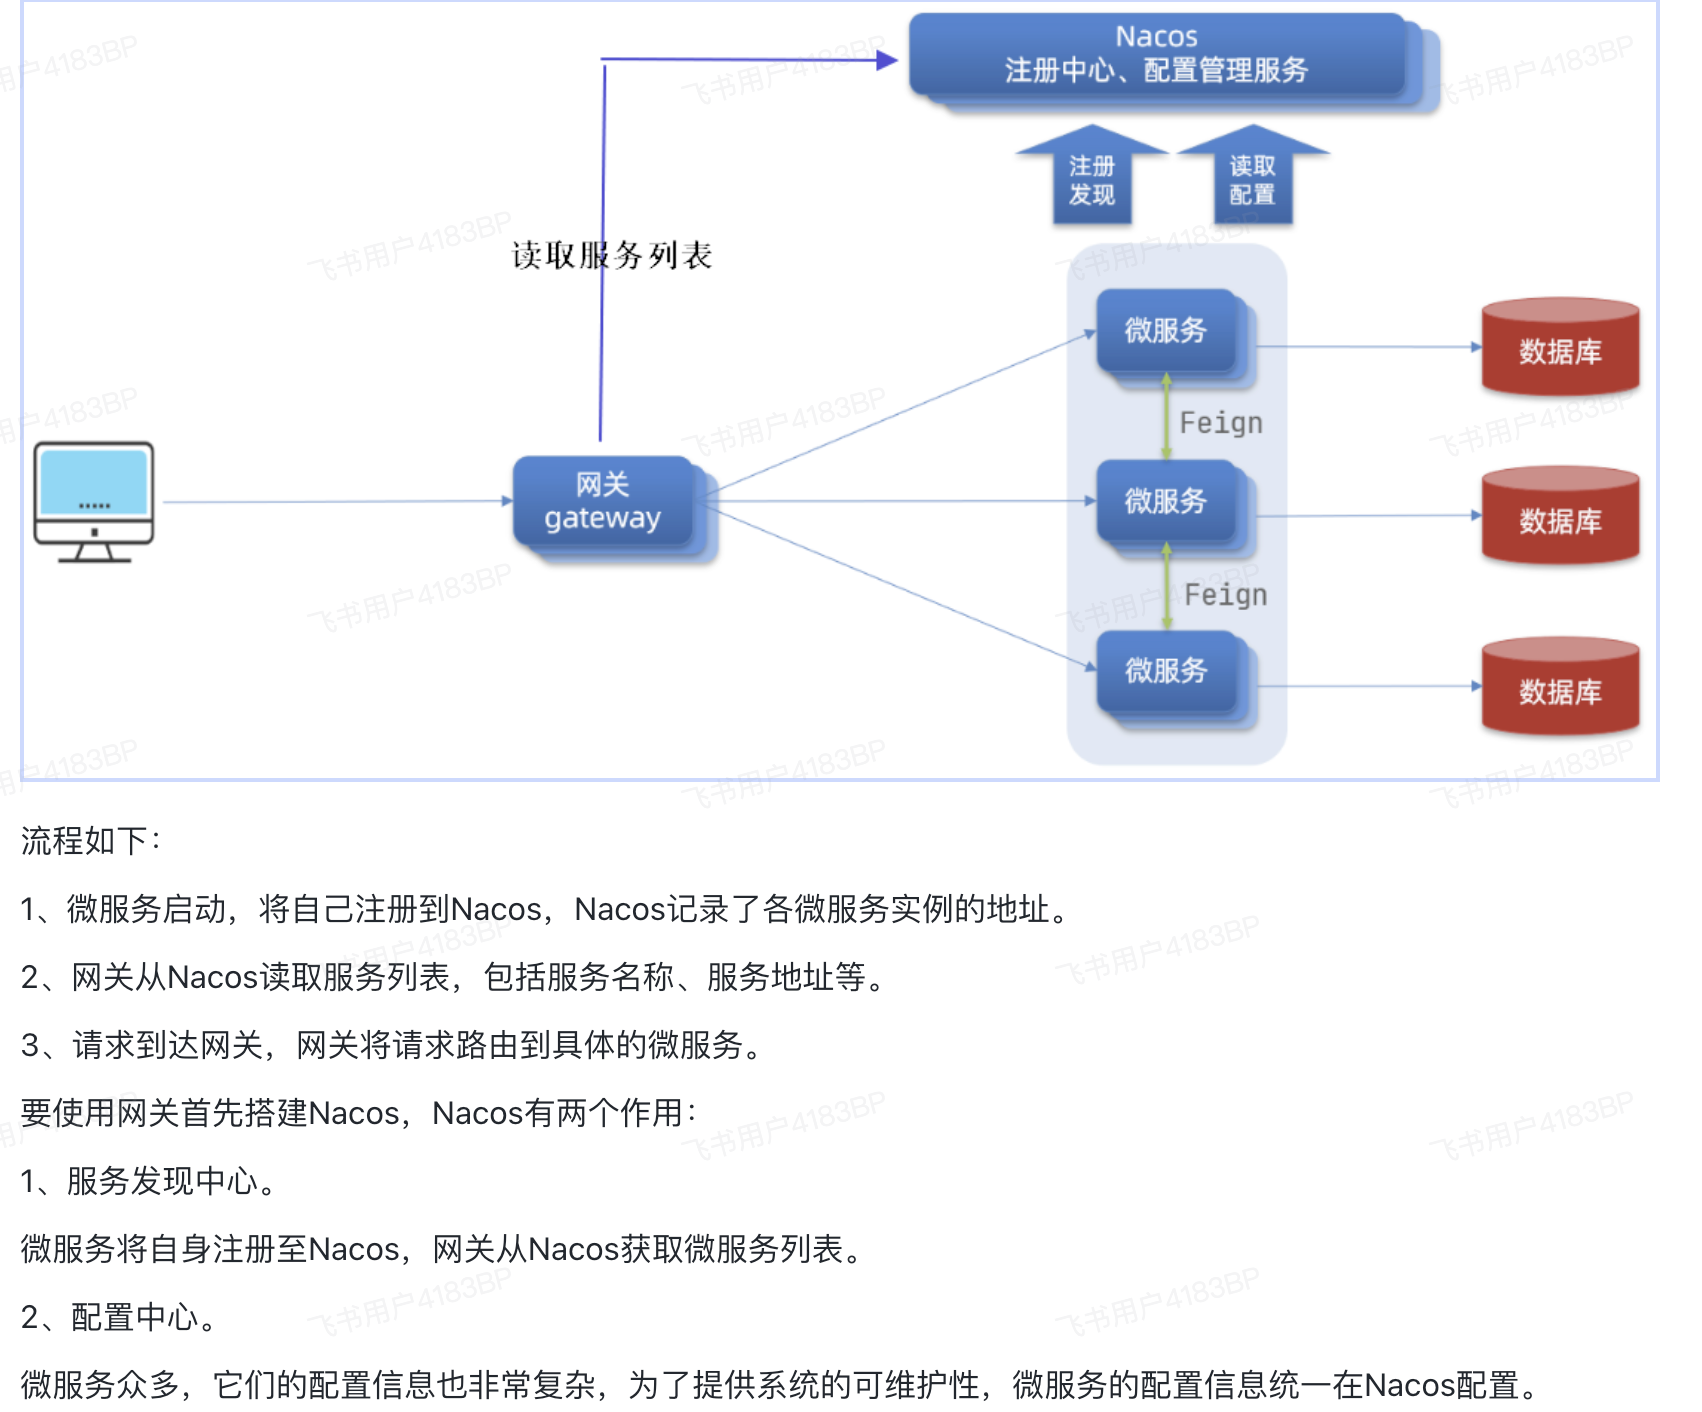 Nacos
注册中心、配置管理服务
注册
发现
读取
配置
读取服务列表
微服务
数据库
Feign
网关
gateway
微服务
数据库
Feign
微服务
数据库
流程如下：
1、微服务启动，将自己注册到Nacos，Nacos记录了各微服务实例的地址。
2、网关从Nacos读取服务列表，包括服务名称、服务地址等。
3、请求到达网关，网关将请求路由到具体的微服务。
要使用网关首先搭建Nacos，Nacos有两个作用：
1、服务发现中心。
微服务将自身注册至Nacos，网关从Nacos获取微服务列表。
2、配置中心。
微服务众多，它们的配置信息也非常复杂，为了提供系统的可维护性，微服务的配置信息统一在Nacos配置。
飞书用户4183BP